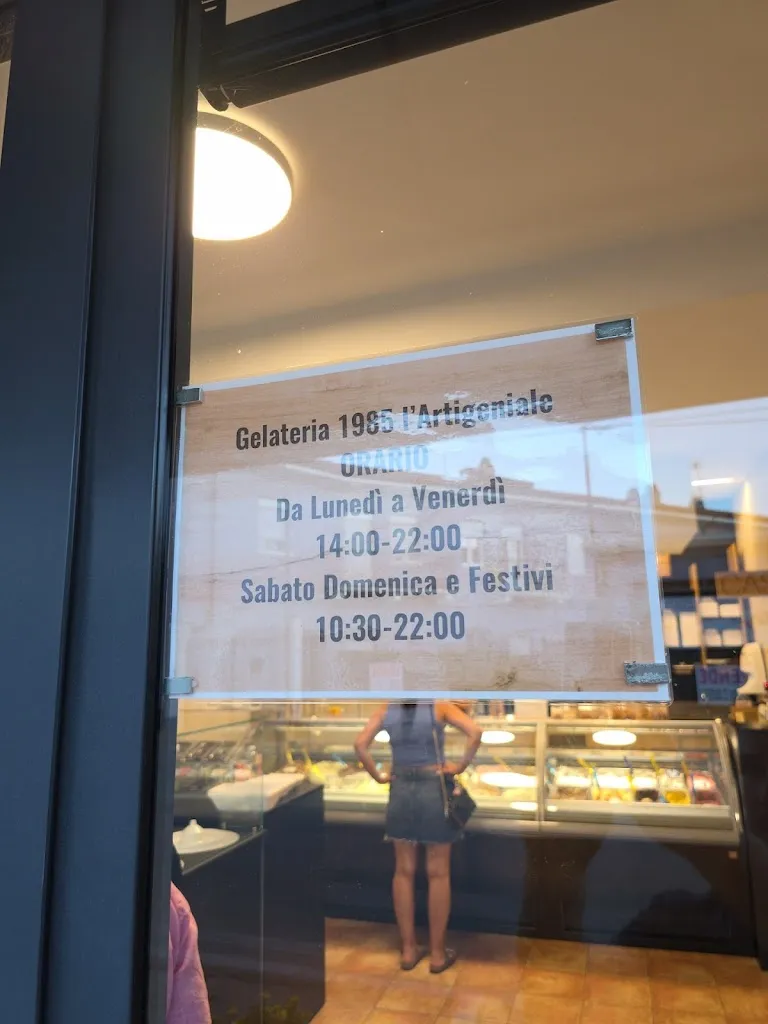 Gelateria 1985 l'Artigeniale
ORARIO
Da Lunedì a Venerdì
14:00-22:00
Sabato Domenica e Festivi
10:30-22:00